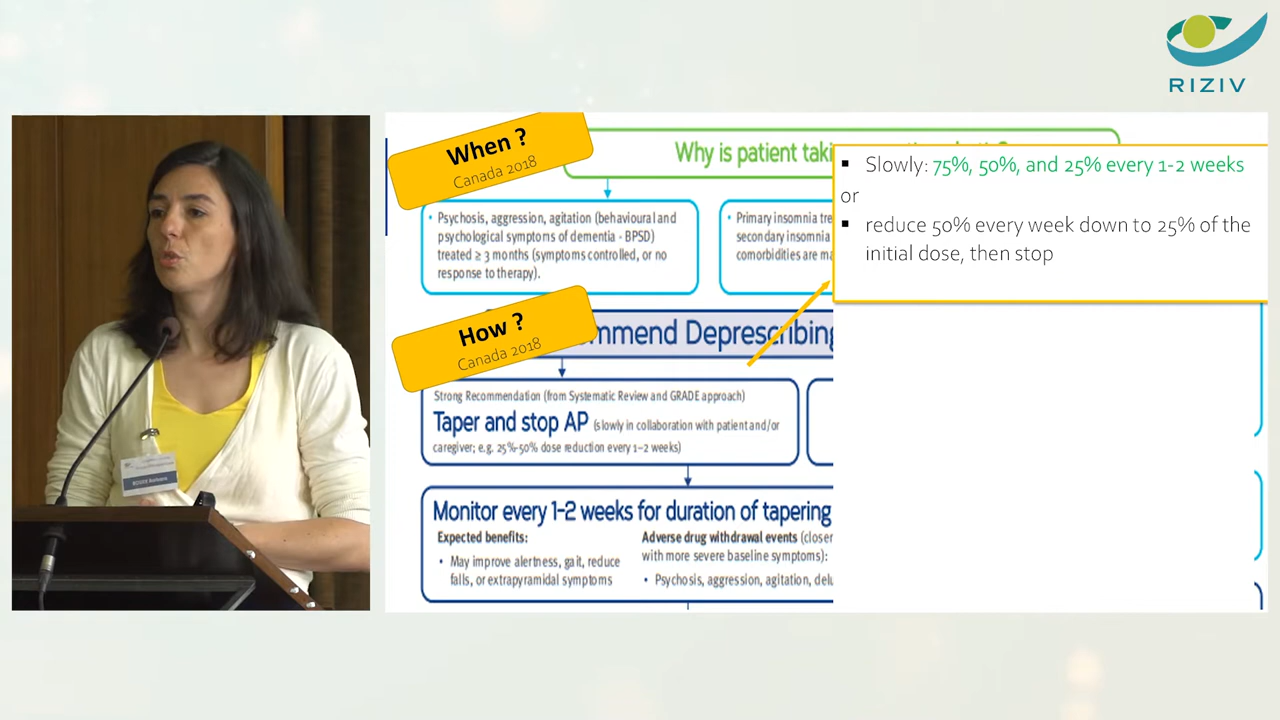 RIZIV
When ?
Canada 2018
Why is patient
Slowly: 75%, 50%, and 25% every 1-2 weeks
or
reduce 50% every week down to 25% of the
initial dose, then stop
Psychosis, aggression, agitation (behavioural and
psychological symptoms of dementia - BPSD)
treated ≥ 3 months (symptoms controlled, or no
response to therapy).
Primary insomnia
secondary insomnia
comorbidities are
How ?
Canada 2018
Deprescribing
Strong Recommendation (from Systematic Review and GRADE approach)
Taper and stop AP (slowly in collaboration with patient and/or
caregiver; e.g. 25%-50% dose reduction every 1-2 weeks)
Monitor every 1-2 weeks for duration of tapering
Expected benefits:
May improve alertness, gait, reduce
falls, or extrapyramidal symptoms
Adverse drug withdrawal events
with more severe baseline symptoms):
Psychosis, aggression, agitation,